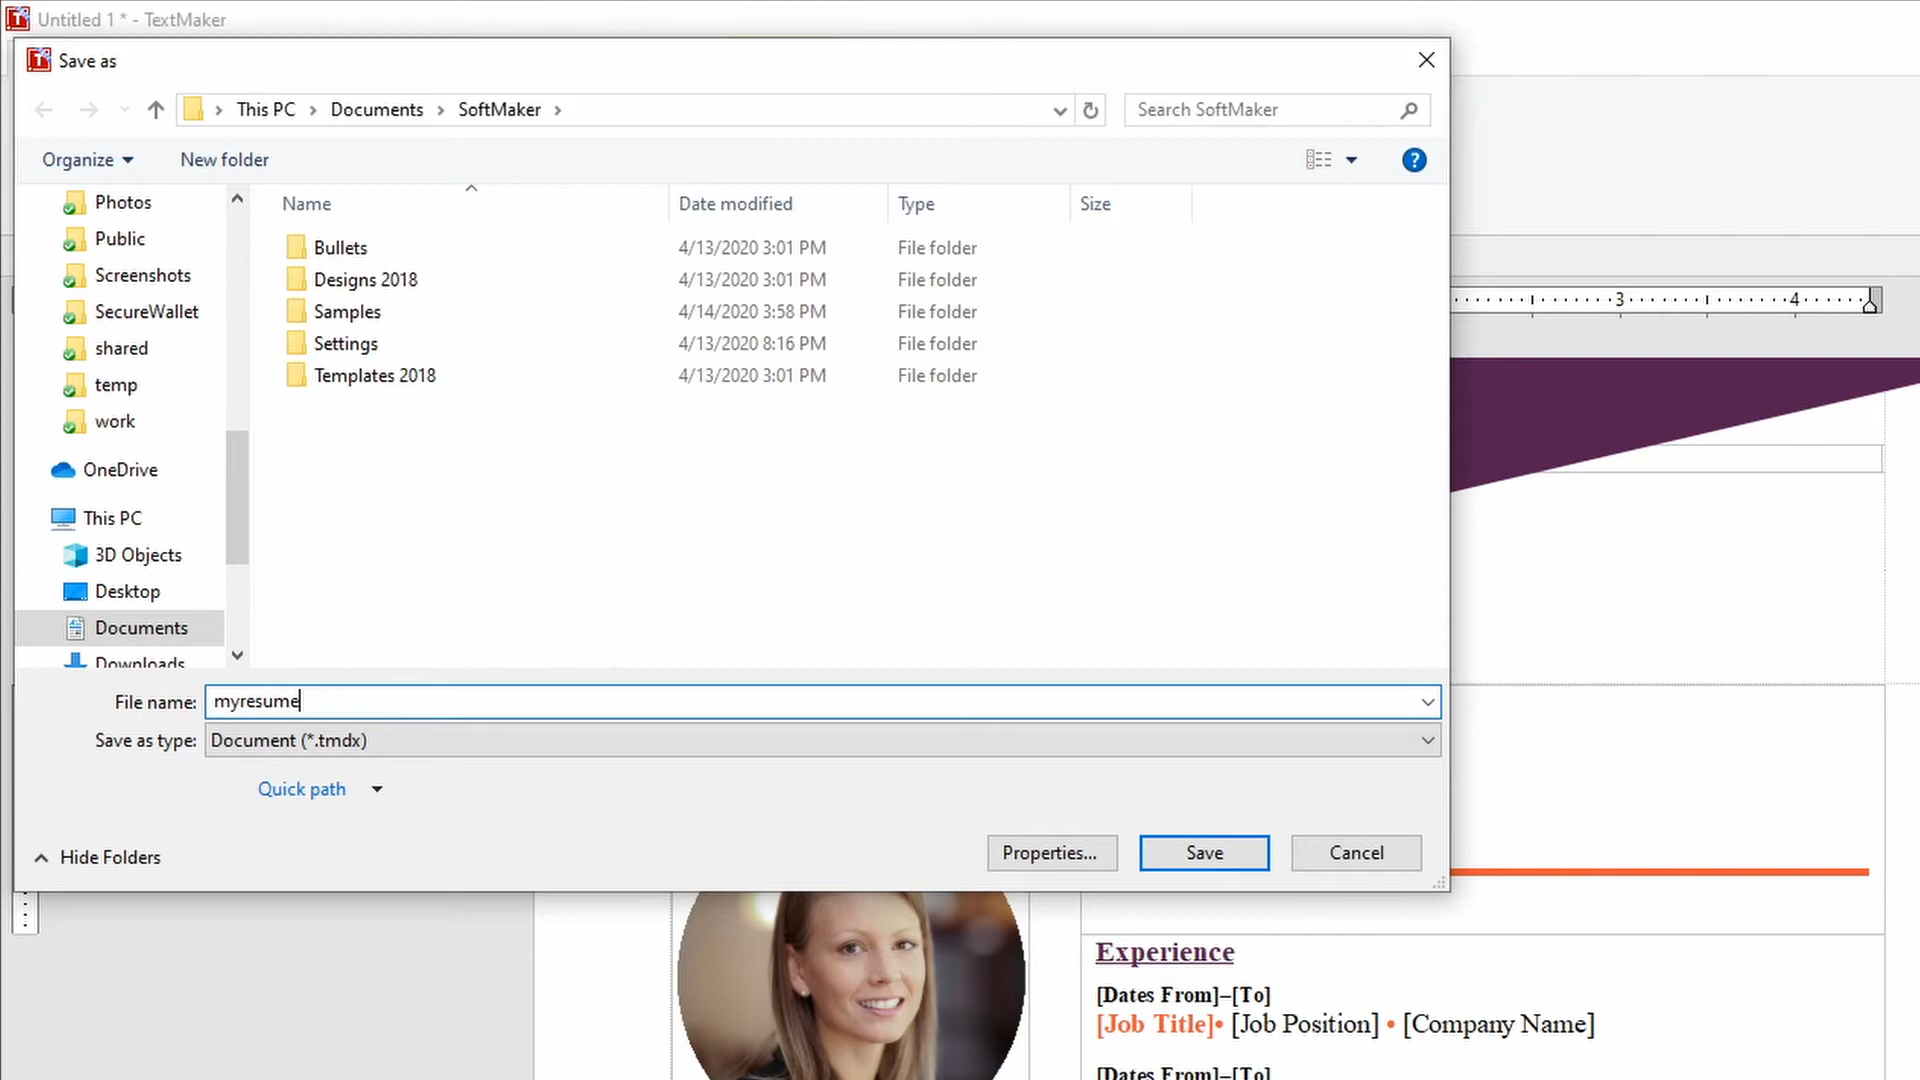 Untitled 1 * - TextMaker
Save as
This PC > Documents > SoftMaker >
Search SoftMaker
Organize
New folder
?
Name
Date modified
Type
Size
Photos
Public
Screenshots
SecureWallet
shared
temp
work
OneDrive
This PC
3D Objects
Desktop
Documents
Downloads
Bullets 4/13/2020 3:01 PM File folder
Designs 2018 4/13/2020 3:01 PM File folder
Samples 4/14/2020 3:58 PM File folder
Settings 4/13/2020 8:16 PM File folder
Templates 2018 4/13/2020 3:01 PM File folder
3 4
File name: myresume
Save as type: Document (*.tmdx)
Quick path
Hide Folders
Properties...
Save
Cancel
Experience
[Dates From]–[To]
[Job Title]• [Job Position] • [Company Name]
[Dates From]–[To]